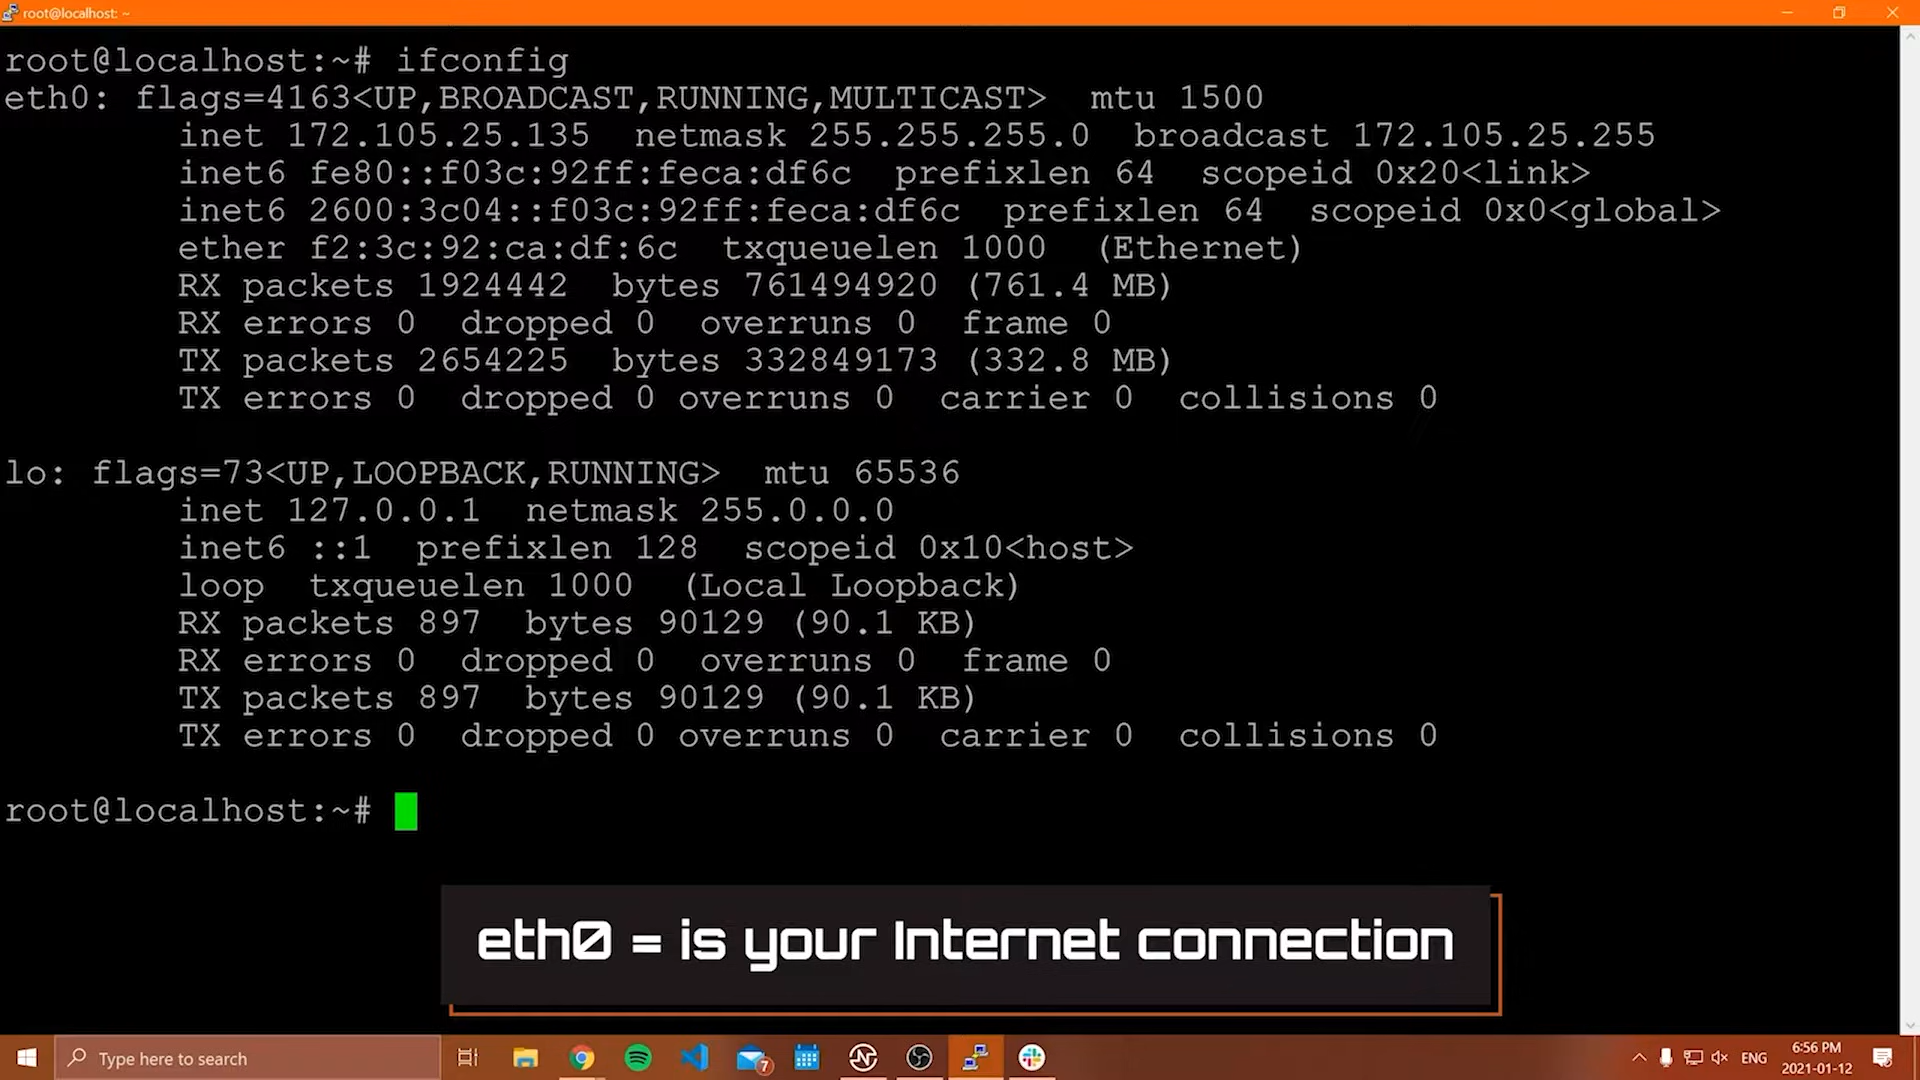 root@localhost: ~
root@localhost:~# ifconfig
eth0: flags=4163<UP,BROADCAST,RUNNING,MULTICAST>  mtu 1500
        inet 172.105.25.135  netmask 255.255.255.0  broadcast 172.105.25.255
        inet6 fe80::f03c:92ff:feca:df6c  prefixlen 64  scopeid 0x20<link>
        inet6 2600:3c04::f03c:92ff:feca:df6c  prefixlen 64  scopeid 0x0<global>
        ether f2:3c:92:ca:df:6c  txqueuelen 1000  (Ethernet)
        RX packets 1924442  bytes 761494920 (761.4 MB)
        RX errors 0  dropped 0  overruns 0  frame 0
        TX packets 2654225  bytes 332849173 (332.8 MB)
        TX errors 0  dropped 0 overruns 0  carrier 0  collisions 0
lo: flags=73<UP,LOOPBACK,RUNNING>  mtu 65536
        inet 127.0.0.1  netmask 255.0.0.0
        inet6 ::1  prefixlen 128  scopeid 0x10<host>
        loop  txqueuelen 1000  (Local Loopback)
        RX packets 897  bytes 90129 (90.1 KB)
        RX errors 0  dropped 0  overruns 0  frame 0
        TX packets 897  bytes 90129 (90.1 KB)
        TX errors 0  dropped 0 overruns 0  carrier 0  collisions 0
root@localhost:~#
eth0 = is your Internet connection
Type here to search
7
ENG
6:56 PM
2021-01-12